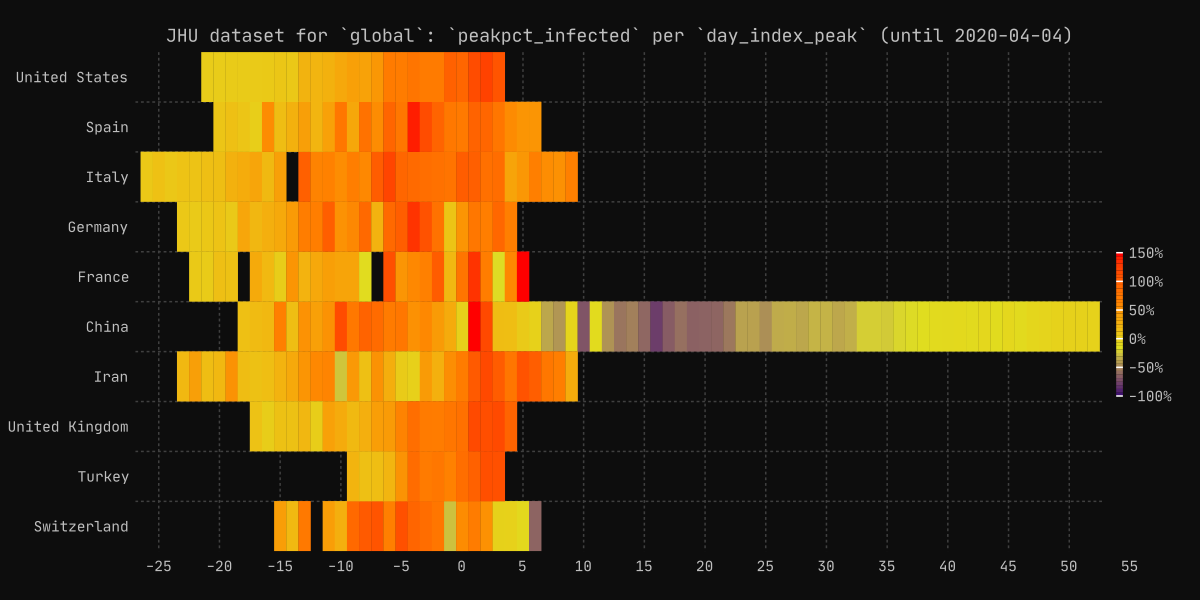 JHU dataset for `global`: `peakpct_infected` per `day_index_peak` (until 2020-04-04)
United States
Spain
Italy
Germany
France
China
Iran
United Kingdom
Turkey
Switzerland
-25 -20 -15 -10 -5 0 5 10 15 20 25 30 35 40 45 50 55
150%
100%
50%
0%
-50%
-100%